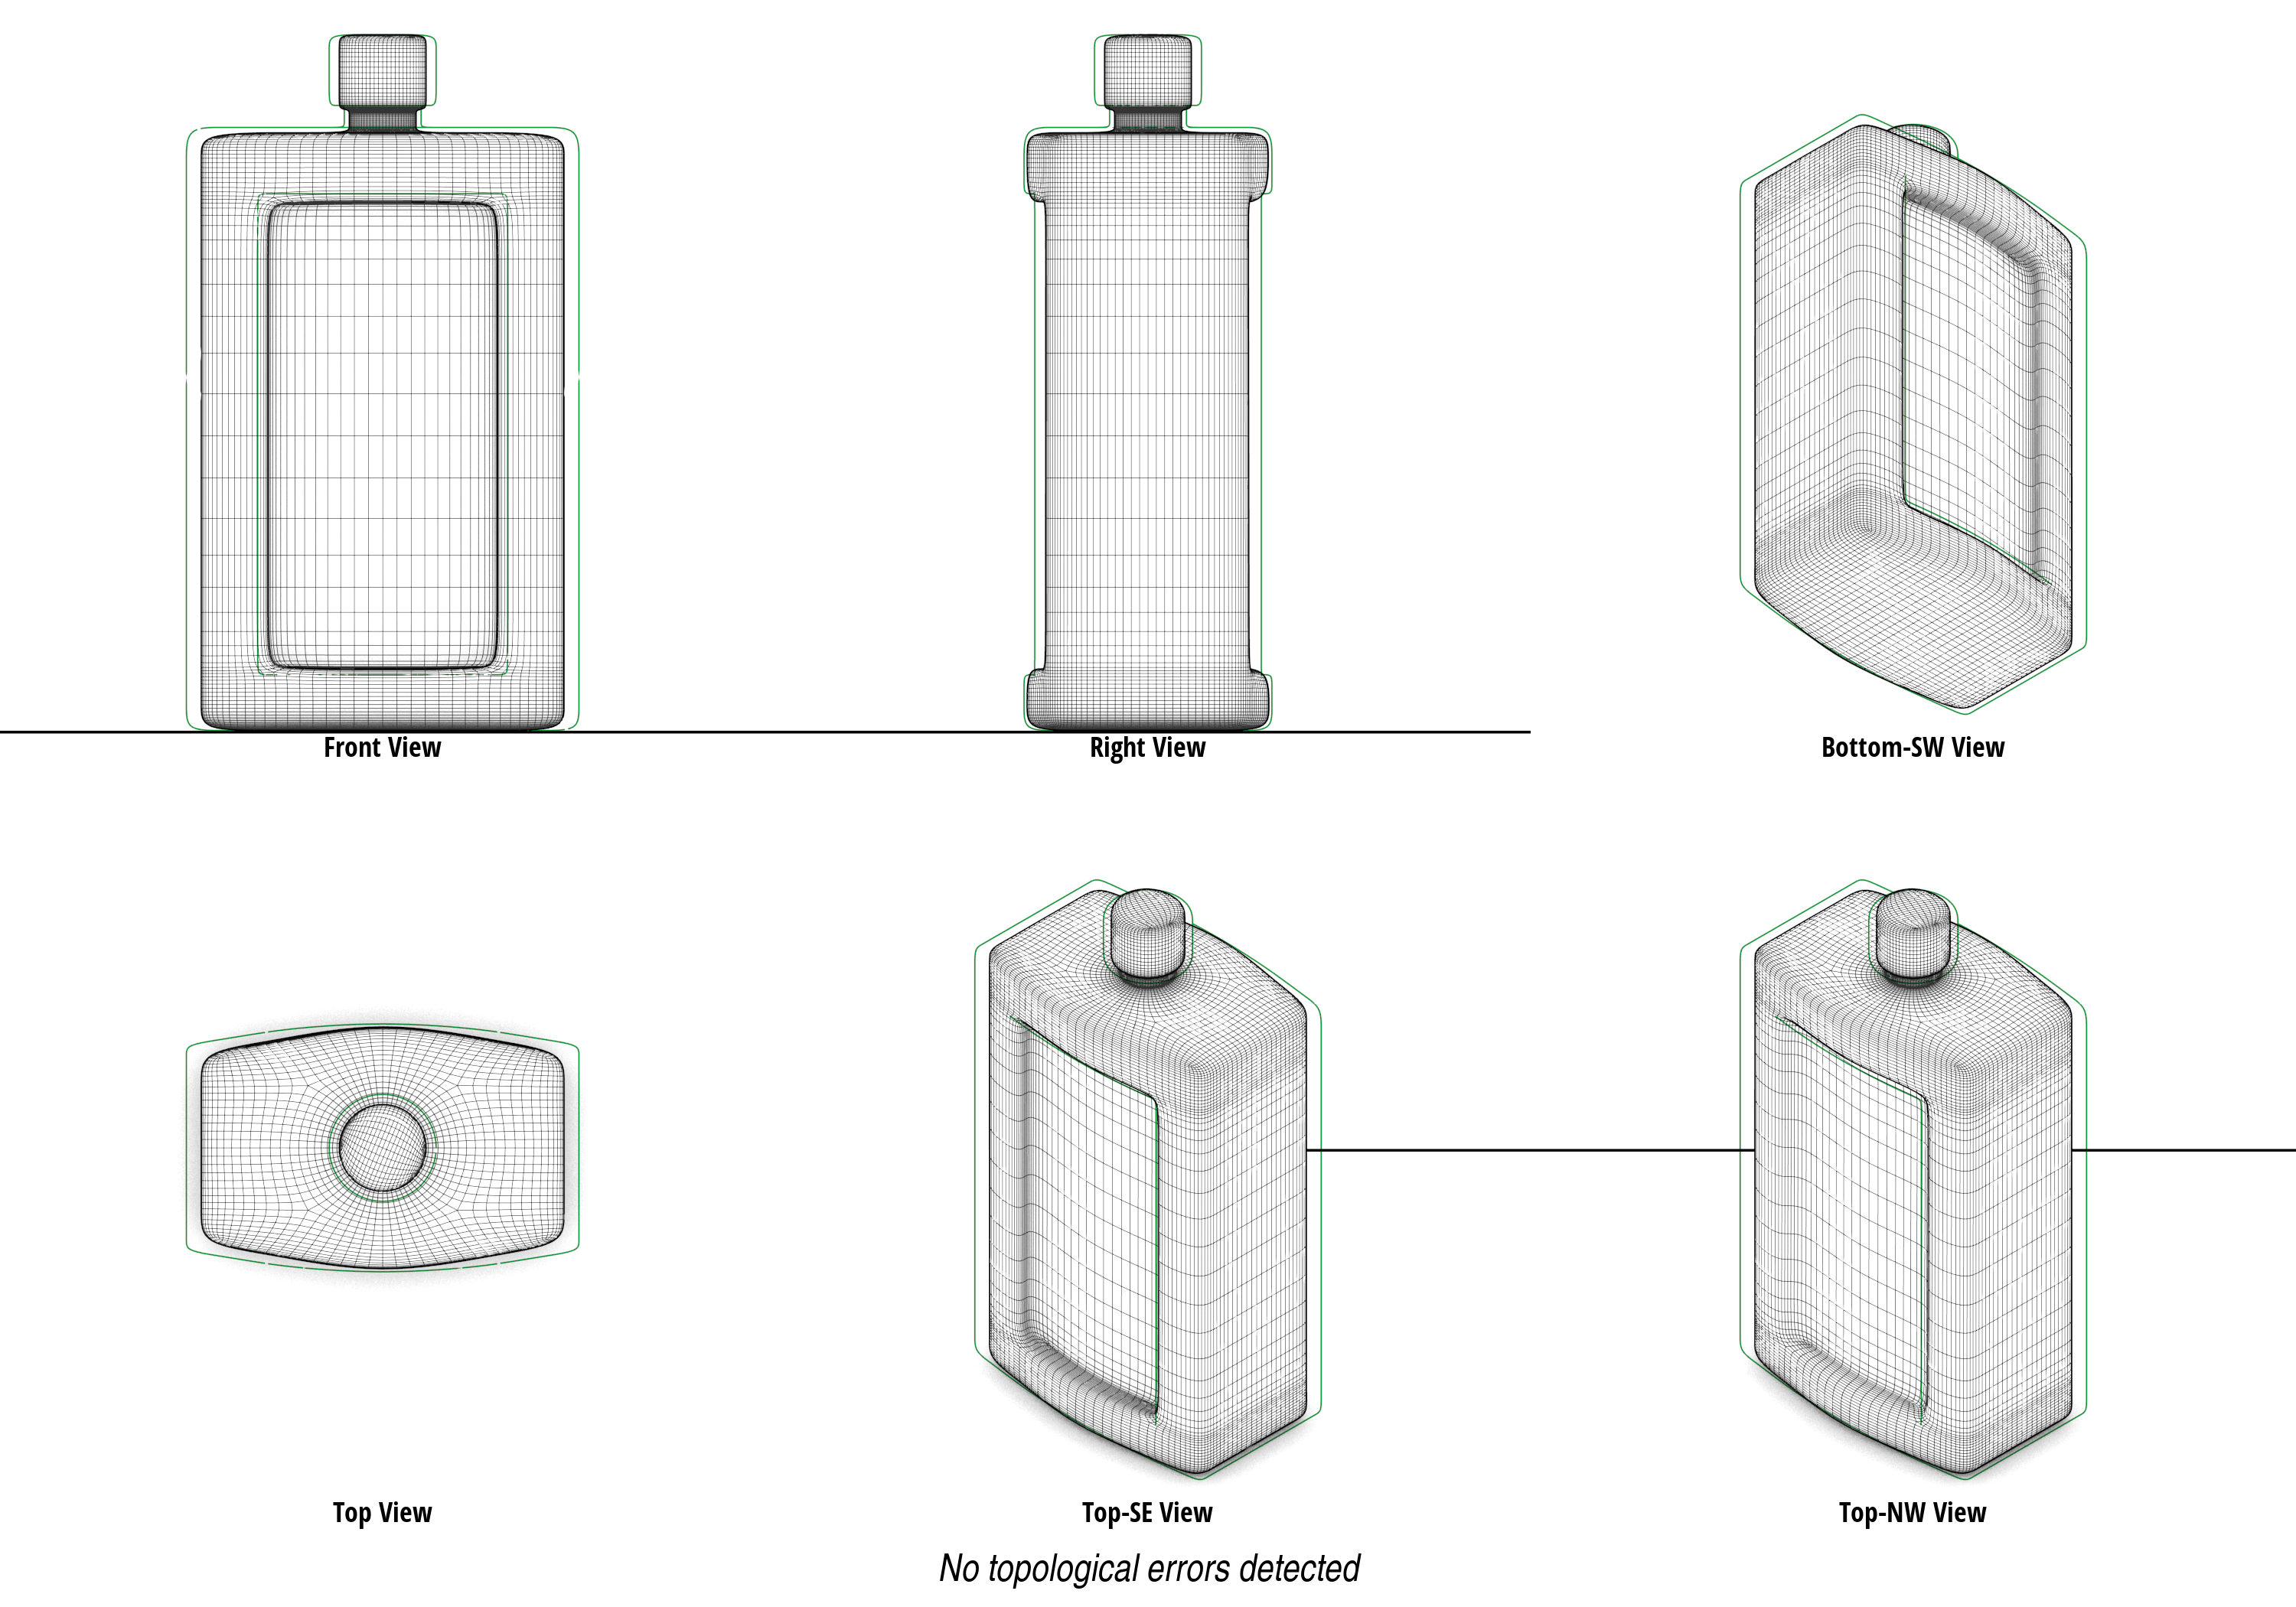 Front View
Right View
Bottom-SW View
Top View
Top-SE View
Top-NW View
No topological errors detected